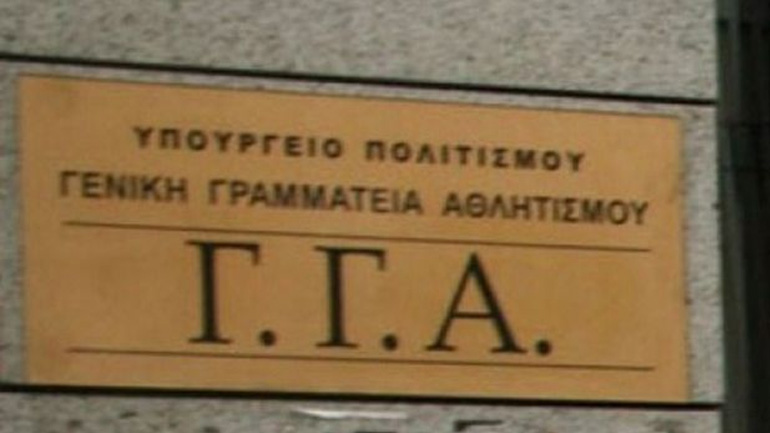 ΥΠΟΥΡΓΕΙΟ ΠΟΛΙΤΙΣΜΟΥ
ΓΕΝΙΚΗ ΓΡΑΜΜΑΤΕΙΑ ΑΘΛΗΤΙΣΜΟΥ
Γ.Γ.Α.